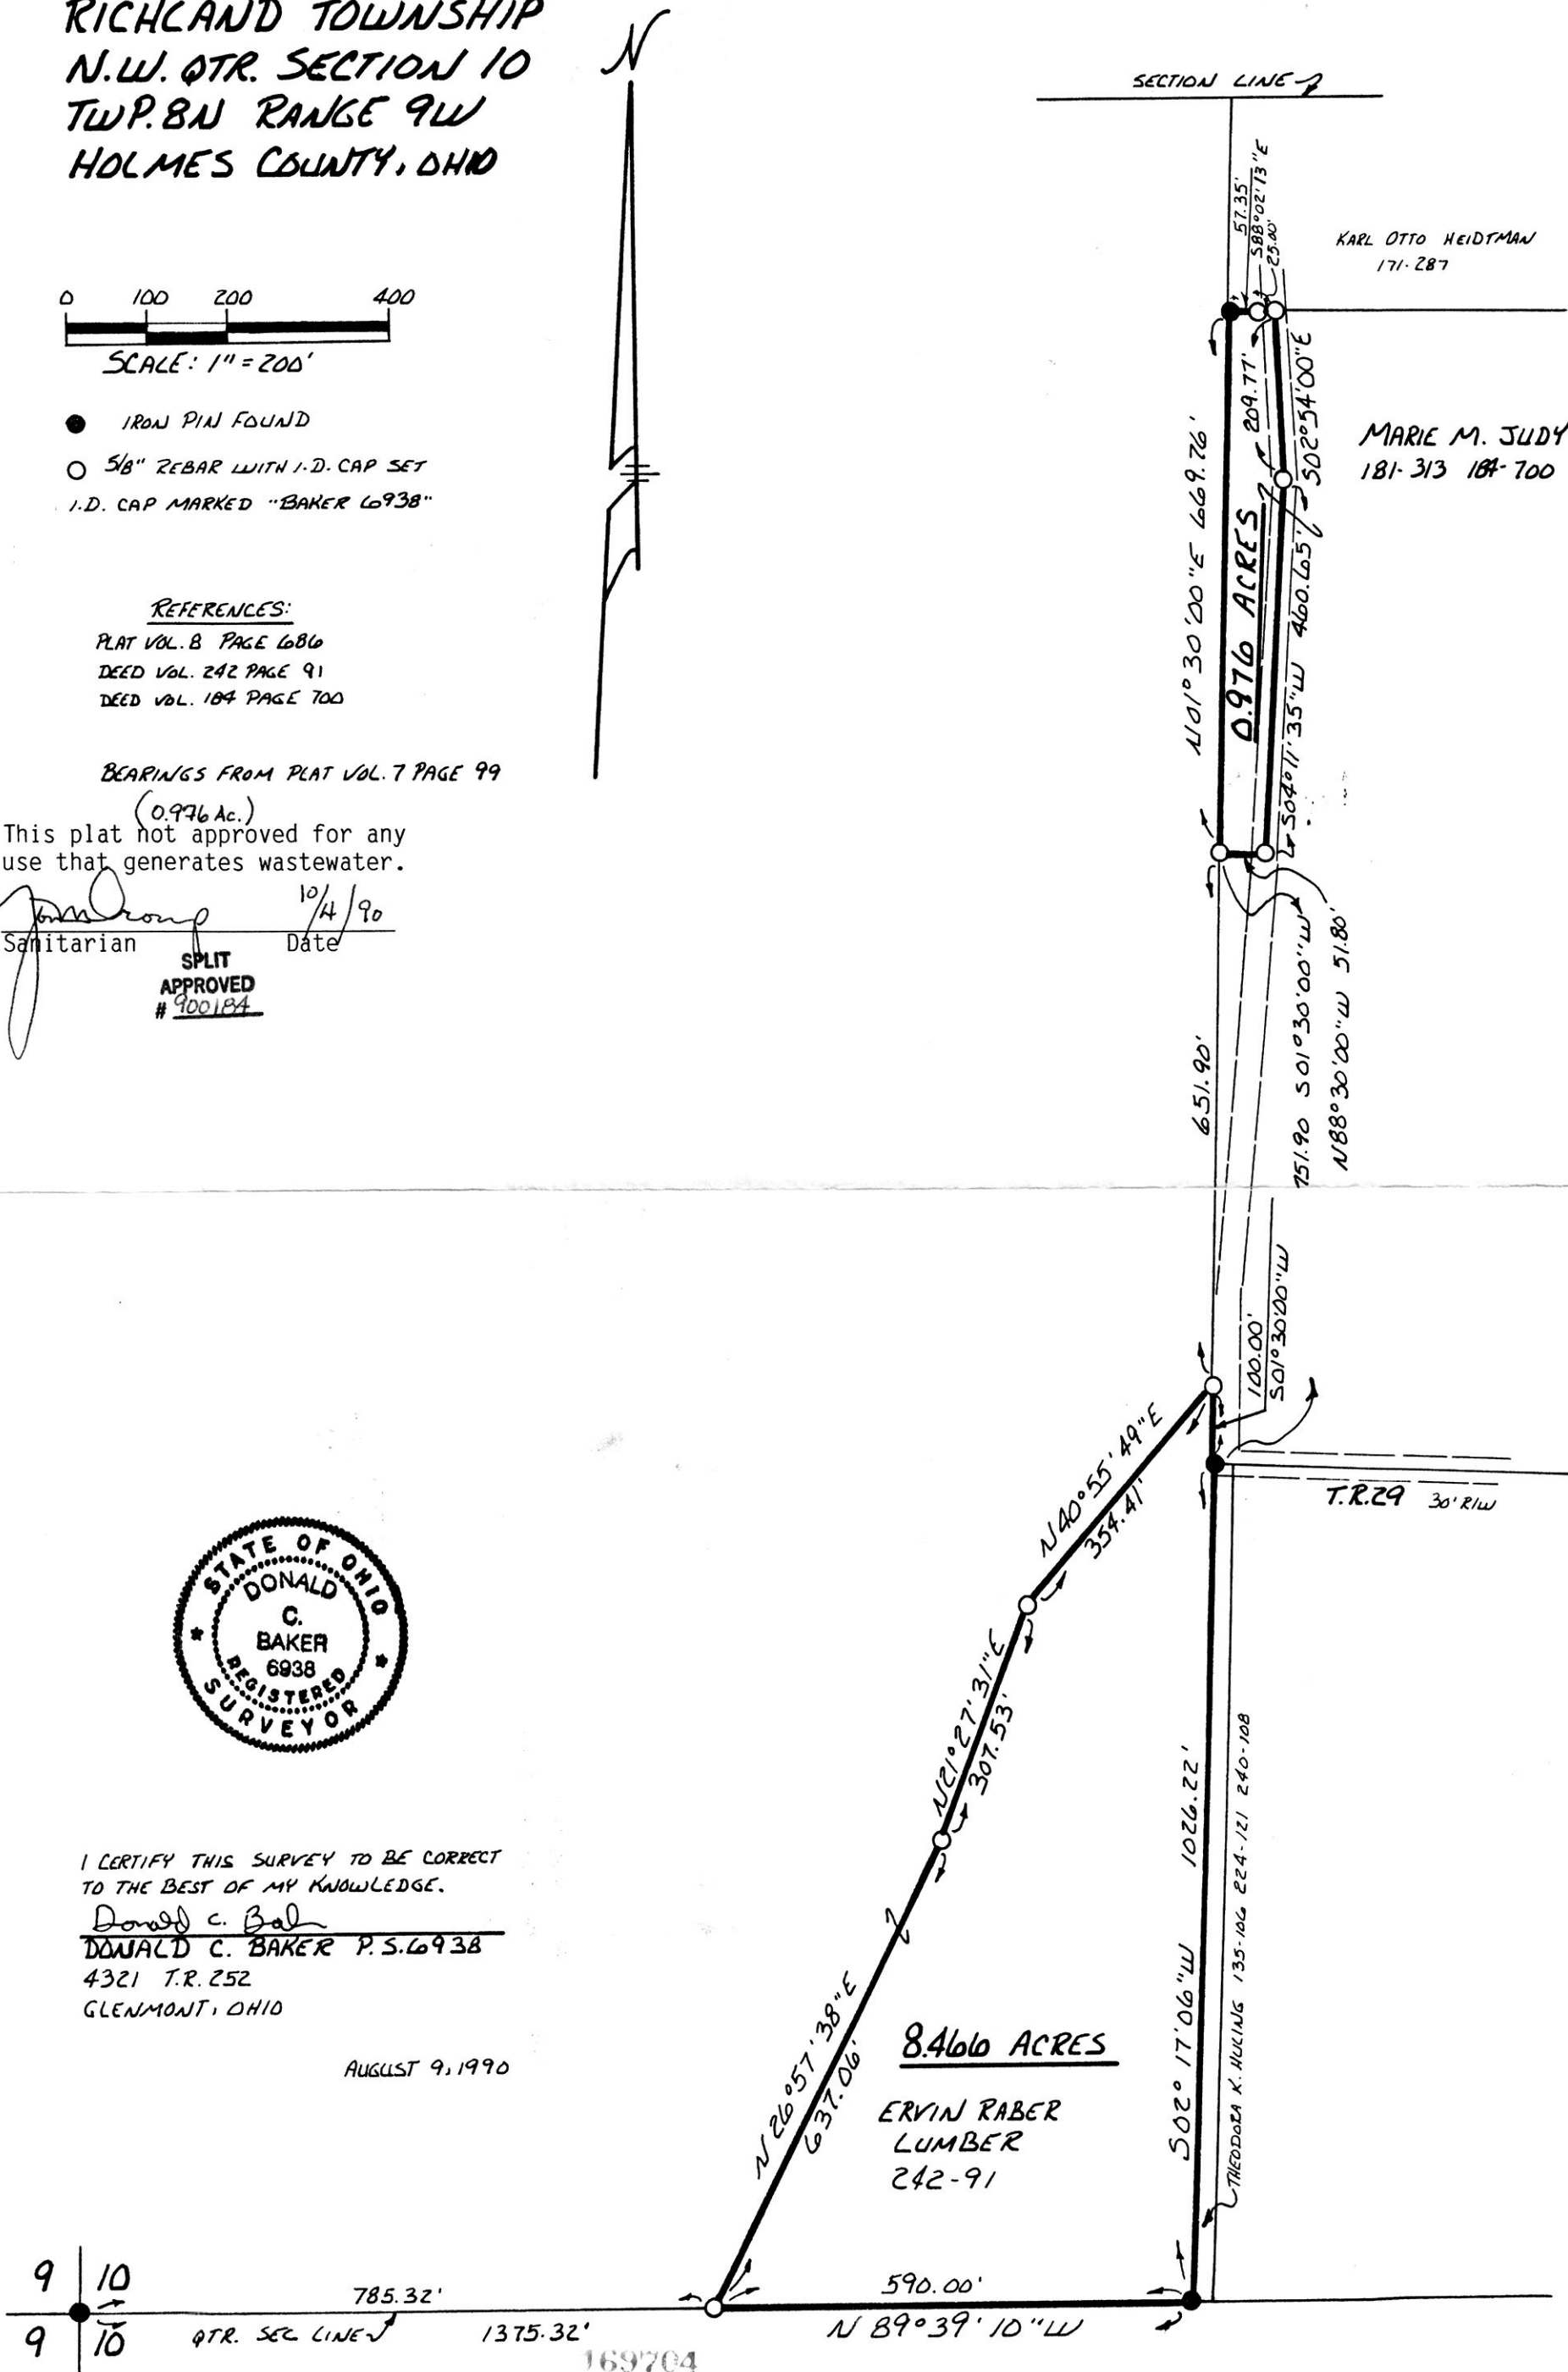 RICHLAND TOWNSHIP
N.W. QTR. SECTION 10
TWP. 8N RANGE 9W
HOLMES COUNTY, OHIO
N
0 100 200 400
SCALE: 1" = 200'
IRON PIN FOUND
5/8" REBAR WITH I.D. CAP SET
I.D. CAP MARKED "BAKER 6938"
REFERENCES:
PLAT VOL. 8 PAGE 686
DEED VOL. 242 PAGE 91
DEED VOL. 184 PAGE 700
BEARINGS FROM PLAT VOL. 7 PAGE 99
(0.976 Ac.)
This plat not approved for any
use that generates wastewater.
10/4/90
Sanitarian Date
SPLIT
APPROVED
# 900184
SECTION LINE
57.35'
S88°02'13"E
25.00'
KARL OTTO HEIDTMAN
171-287
209.77'
S02°54'00"E
MARIE M. JUDY
181-313 184-700
N01°30'00"E 669.76'
0.976 ACRES
S04°11'35"W 460.65'
651.90'
751.90 S01°30'00"W
N88°30'00"W 51.80'
100.00'
S01°30'00"W
T.R.29 30' R/W
N40°55'49"E
354.41'
N21°27'31"E
307.53'
N26°57'38"E
637.06'
S02°17'06"W 1026.22'
THEODORA K. HULING 135-106 224-121 240-108
8.466 ACRES
ERVIN RABER
LUMBER
242-91
STATE OF OHIO
DONALD
C.
BAKER
6938
REGISTERED
SURVEYOR
I CERTIFY THIS SURVEY TO BE CORRECT
TO THE BEST OF MY KNOWLEDGE.
Donald C. Baker
DONALD C. BAKER P.S. 6938
4321 T.R. 252
GLENMONT, OHIO
AUGUST 9, 1990
9 10
9 10
785.32'
QTR. SEC LINE
1375.32'
590.00'
N 89°39'10"W
169704